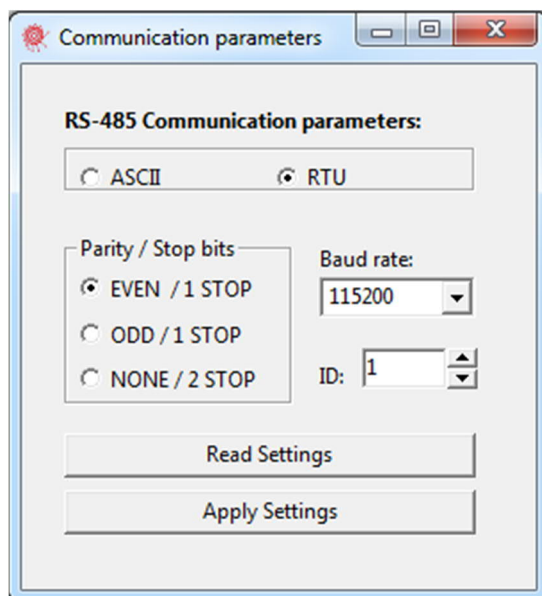 Communication parameters
RS-485 Communication parameters:
ASCII RTU
Parity / Stop bits
EVEN / 1 STOP
ODD / 1 STOP
NONE / 2 STOP
Baud rate:
115200
ID: 1
Read Settings
Apply Settings